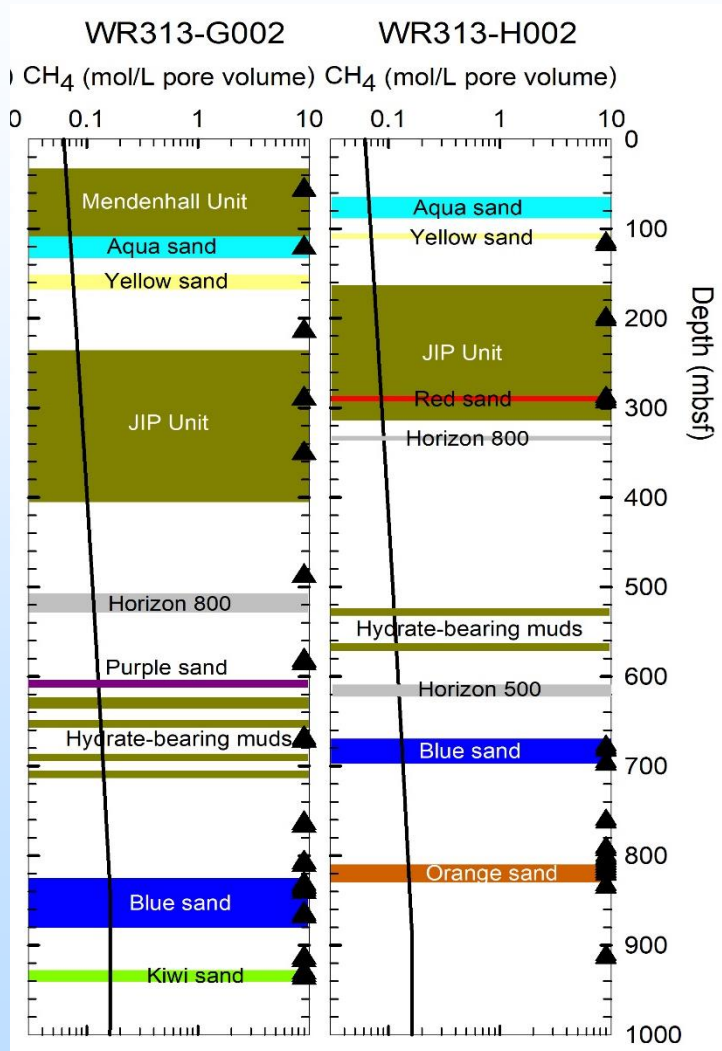 WR313-G002
WR313-H002
) CH4 (mol/L pore volume)
CH4 (mol/L pore volume)
0 0.1 1 10
0.1 1 10
0
100
200
300
400
500
600
700
800
900
1000
Depth (mbsf)
Mendenhall Unit
Aqua sand
Yellow sand
JIP Unit
Horizon 800
Purple sand
Hydrate-bearing muds
Blue sand
Kiwi sand
Aqua sand
Yellow sand
JIP Unit
Red sand
Horizon 800
Hydrate-bearing muds
Horizon 500
Blue sand
Orange sand